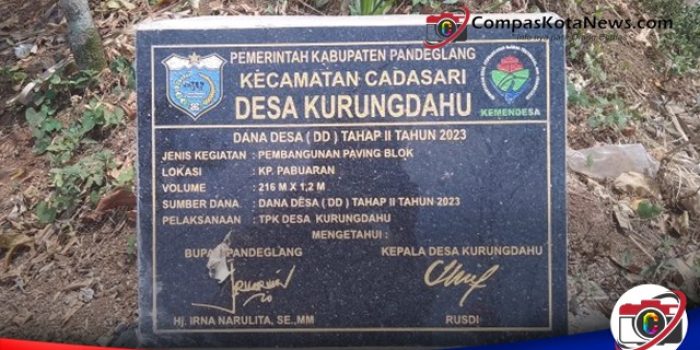 CompasKotaNews.com
PEMERINTAH KABUPATEN PANDEGLANG
KECAMATAN CADASARI
DESA KURUNGDAHU
KEMENDESA
DANA DESA ( DD ) TAHAP II TAHUN 2023
JENIS KEGIATAN : PEMBANGUNAN PAVING BLOK
LOKASI : KP. PABUARAN
VOLUME : 216 M X 1,2 M
SUMBER DANA : DANA DESA ( DD ) TAHAP II TAHUN 2023
PELAKSANAAN : TPK DESA KURUNGDAHU
MENGETAHUI :
BUPATI PANDEGLANG KEPALA DESA KURUNGDAHU
Hj. IRNA NARULITA, SE.,MM RUSDI